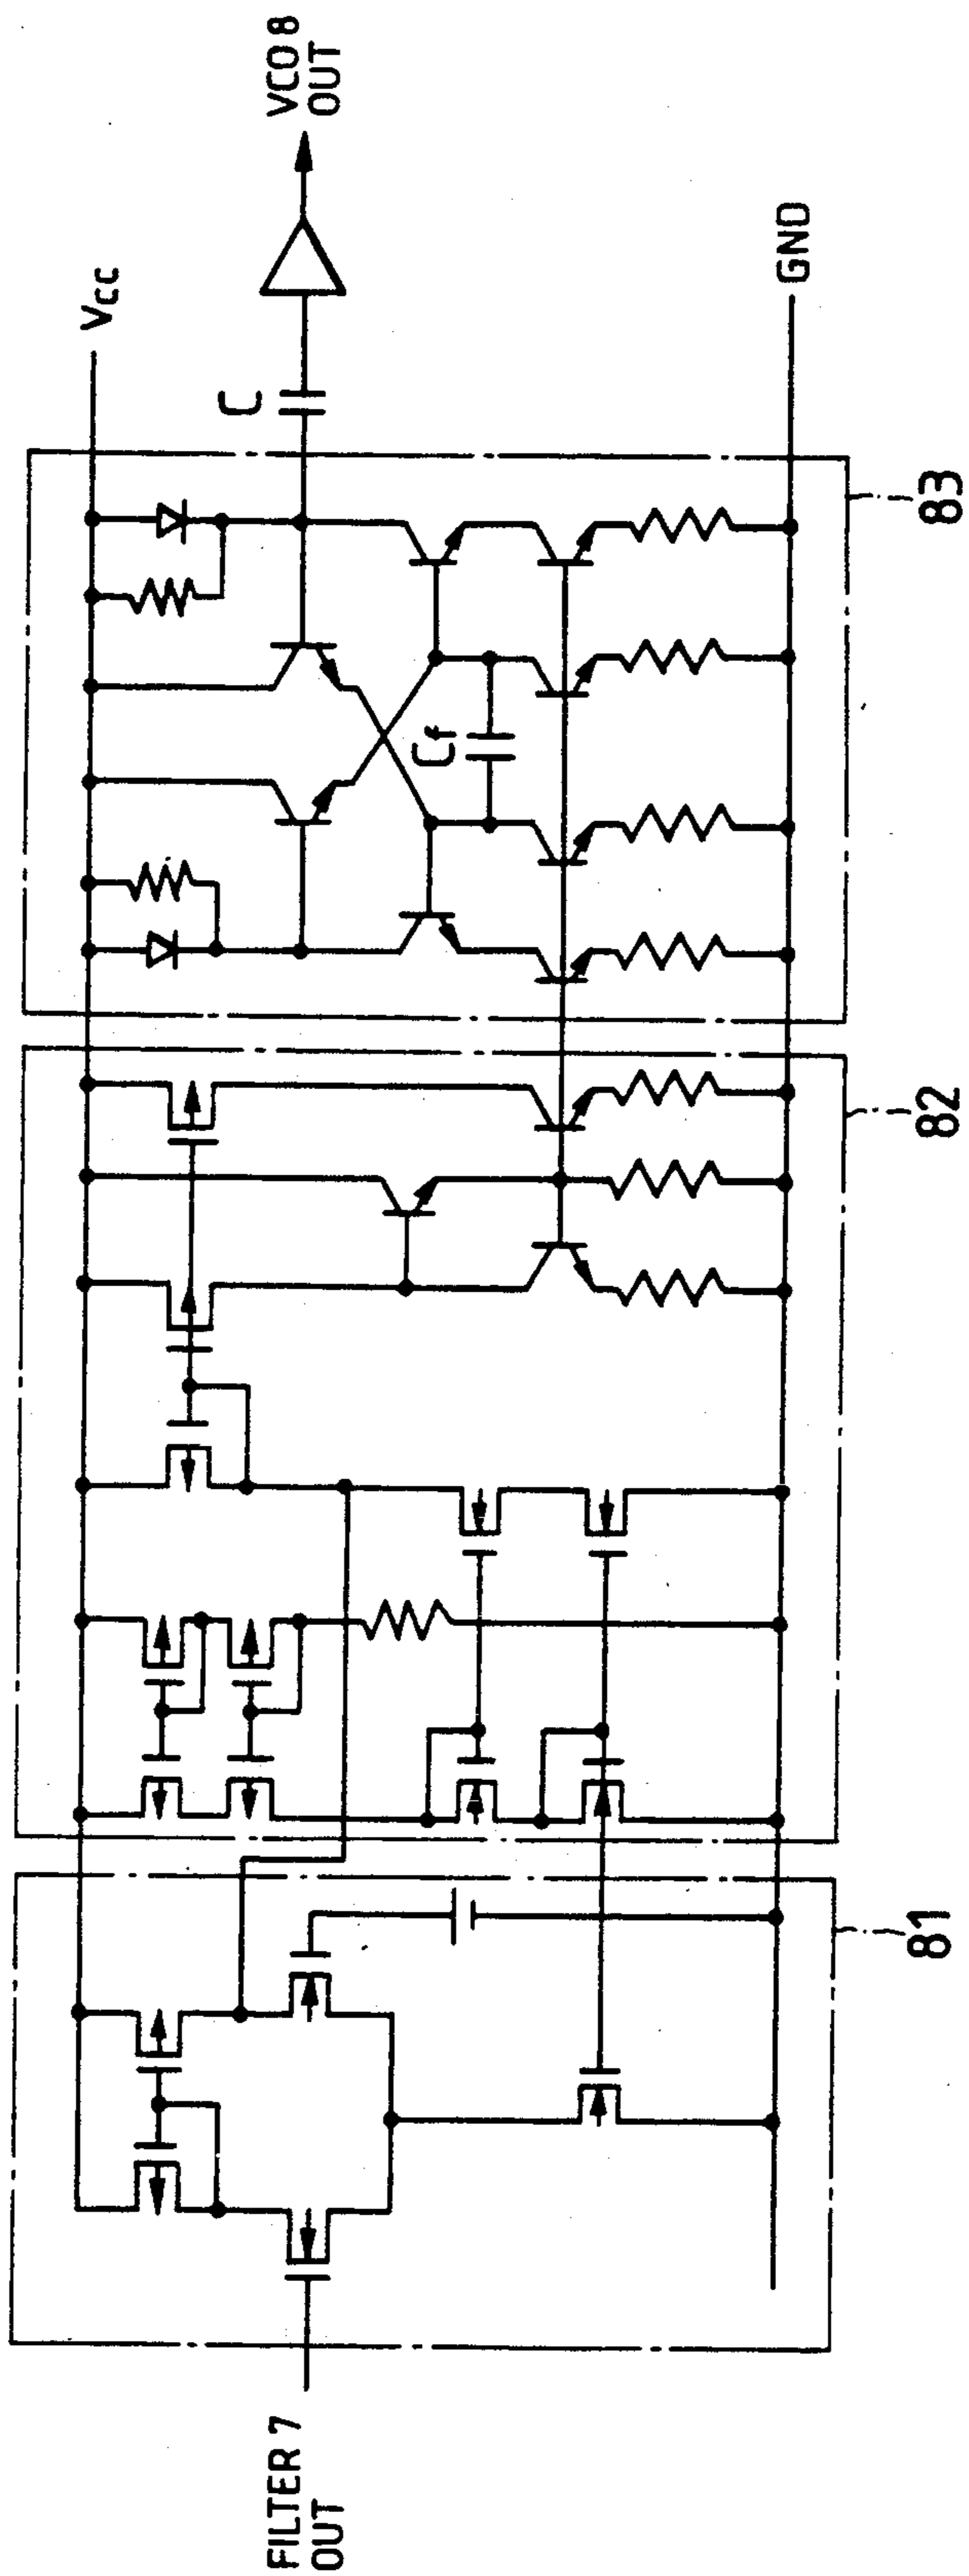 FILTER 7
OUT
81
82
83
Cf
C
Vcc
GND
VCO 8
OUT